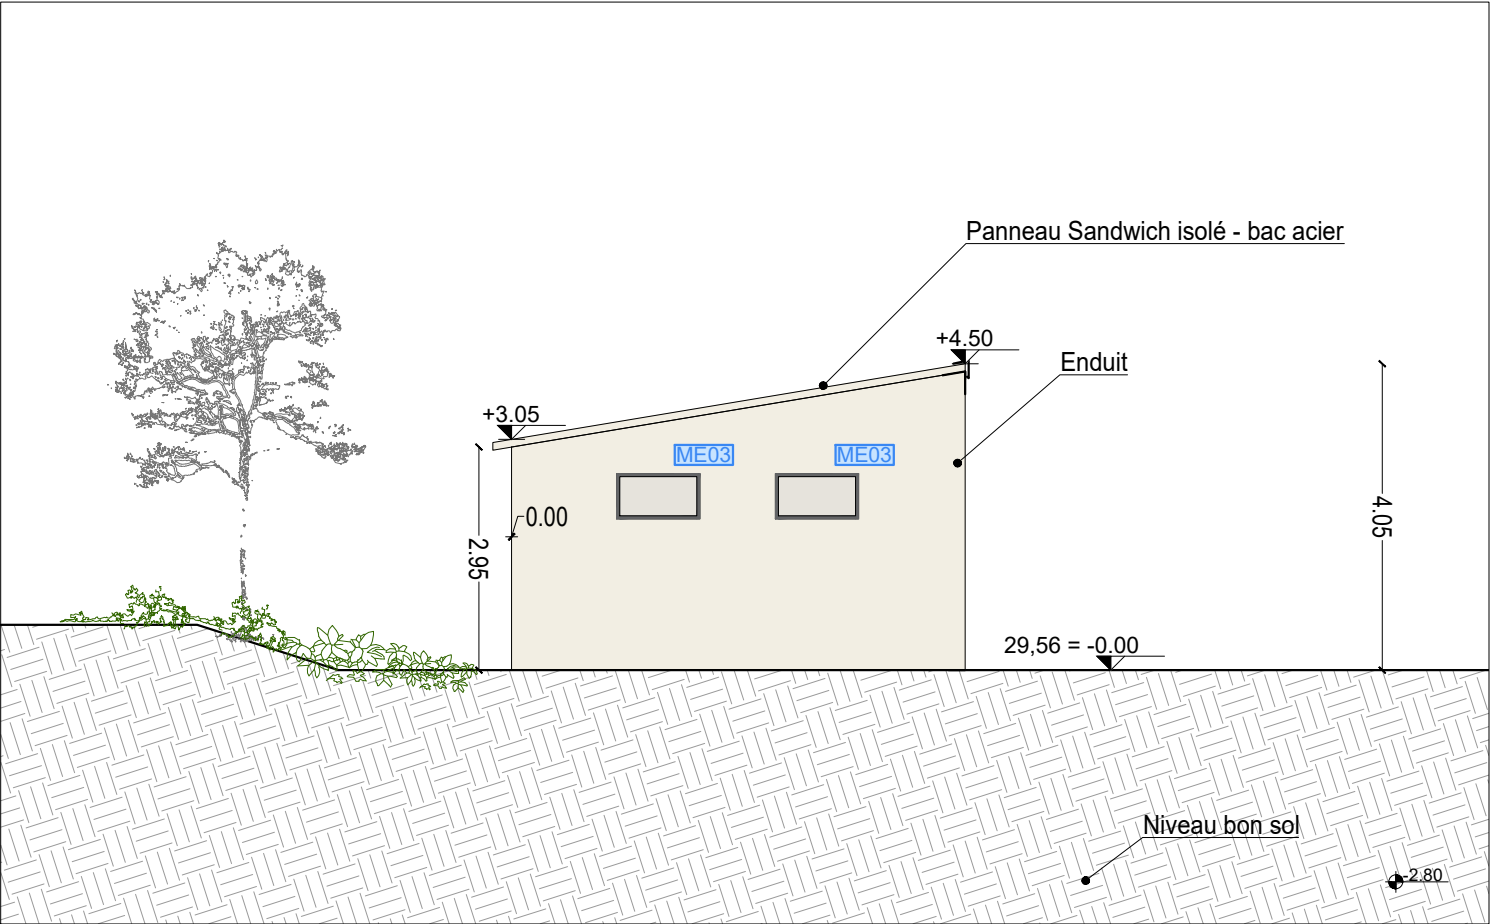 Panneau Sandwich isolé - bac acier
+4.50
Enduit
+3.05
ME03
ME03
0.00
4.05
2.95
29,56 = -0.00
Niveau bon sol
-2.80